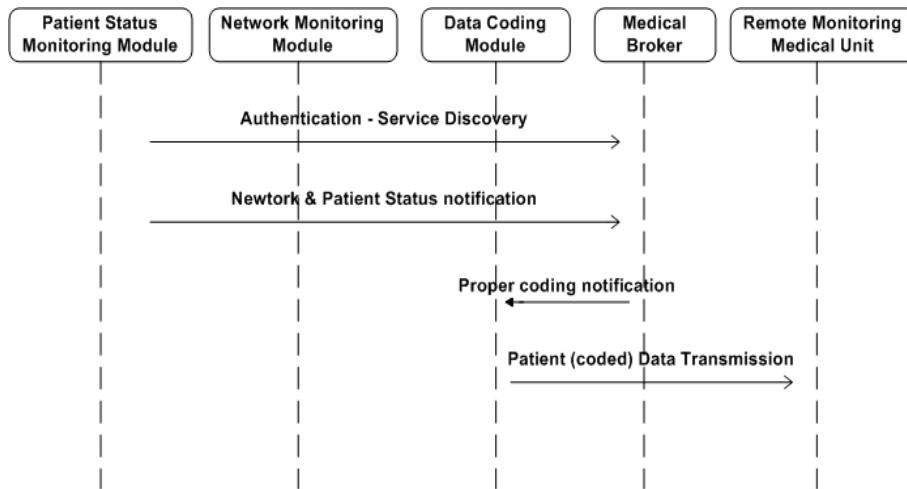 Patient Status
Monitoring Module
Network Monitoring
Module
Data Coding
Module
Medical
Broker
Remote Monitoring
Medical Unit
Authentication - Service Discovery
Newtork & Patient Status notification
Proper coding notification
Patient (coded) Data Transmission